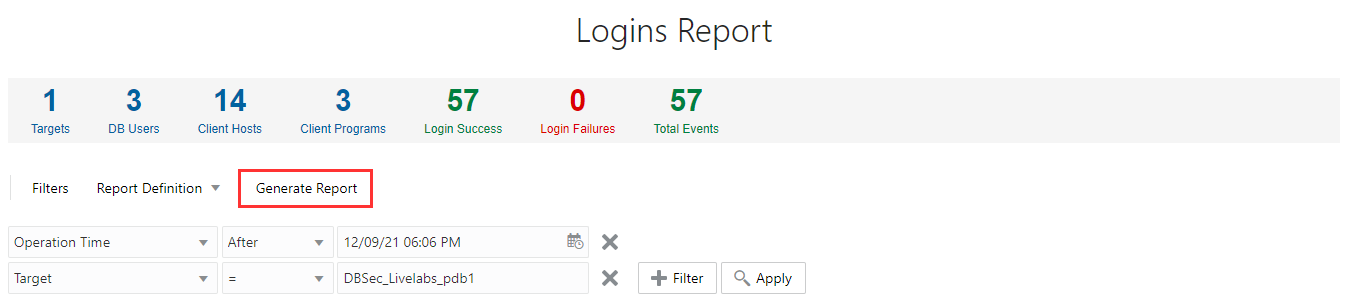 Logins Report
1 3 14 3 57 0 57
Targets DB Users Client Hosts Client Programs Login Success Login Failures Total Events
Filters Report Definition Generate Report
Operation Time After 12/09/21 06:06 PM
Target = DBSec_Livelabs_pdb1 Filter Apply